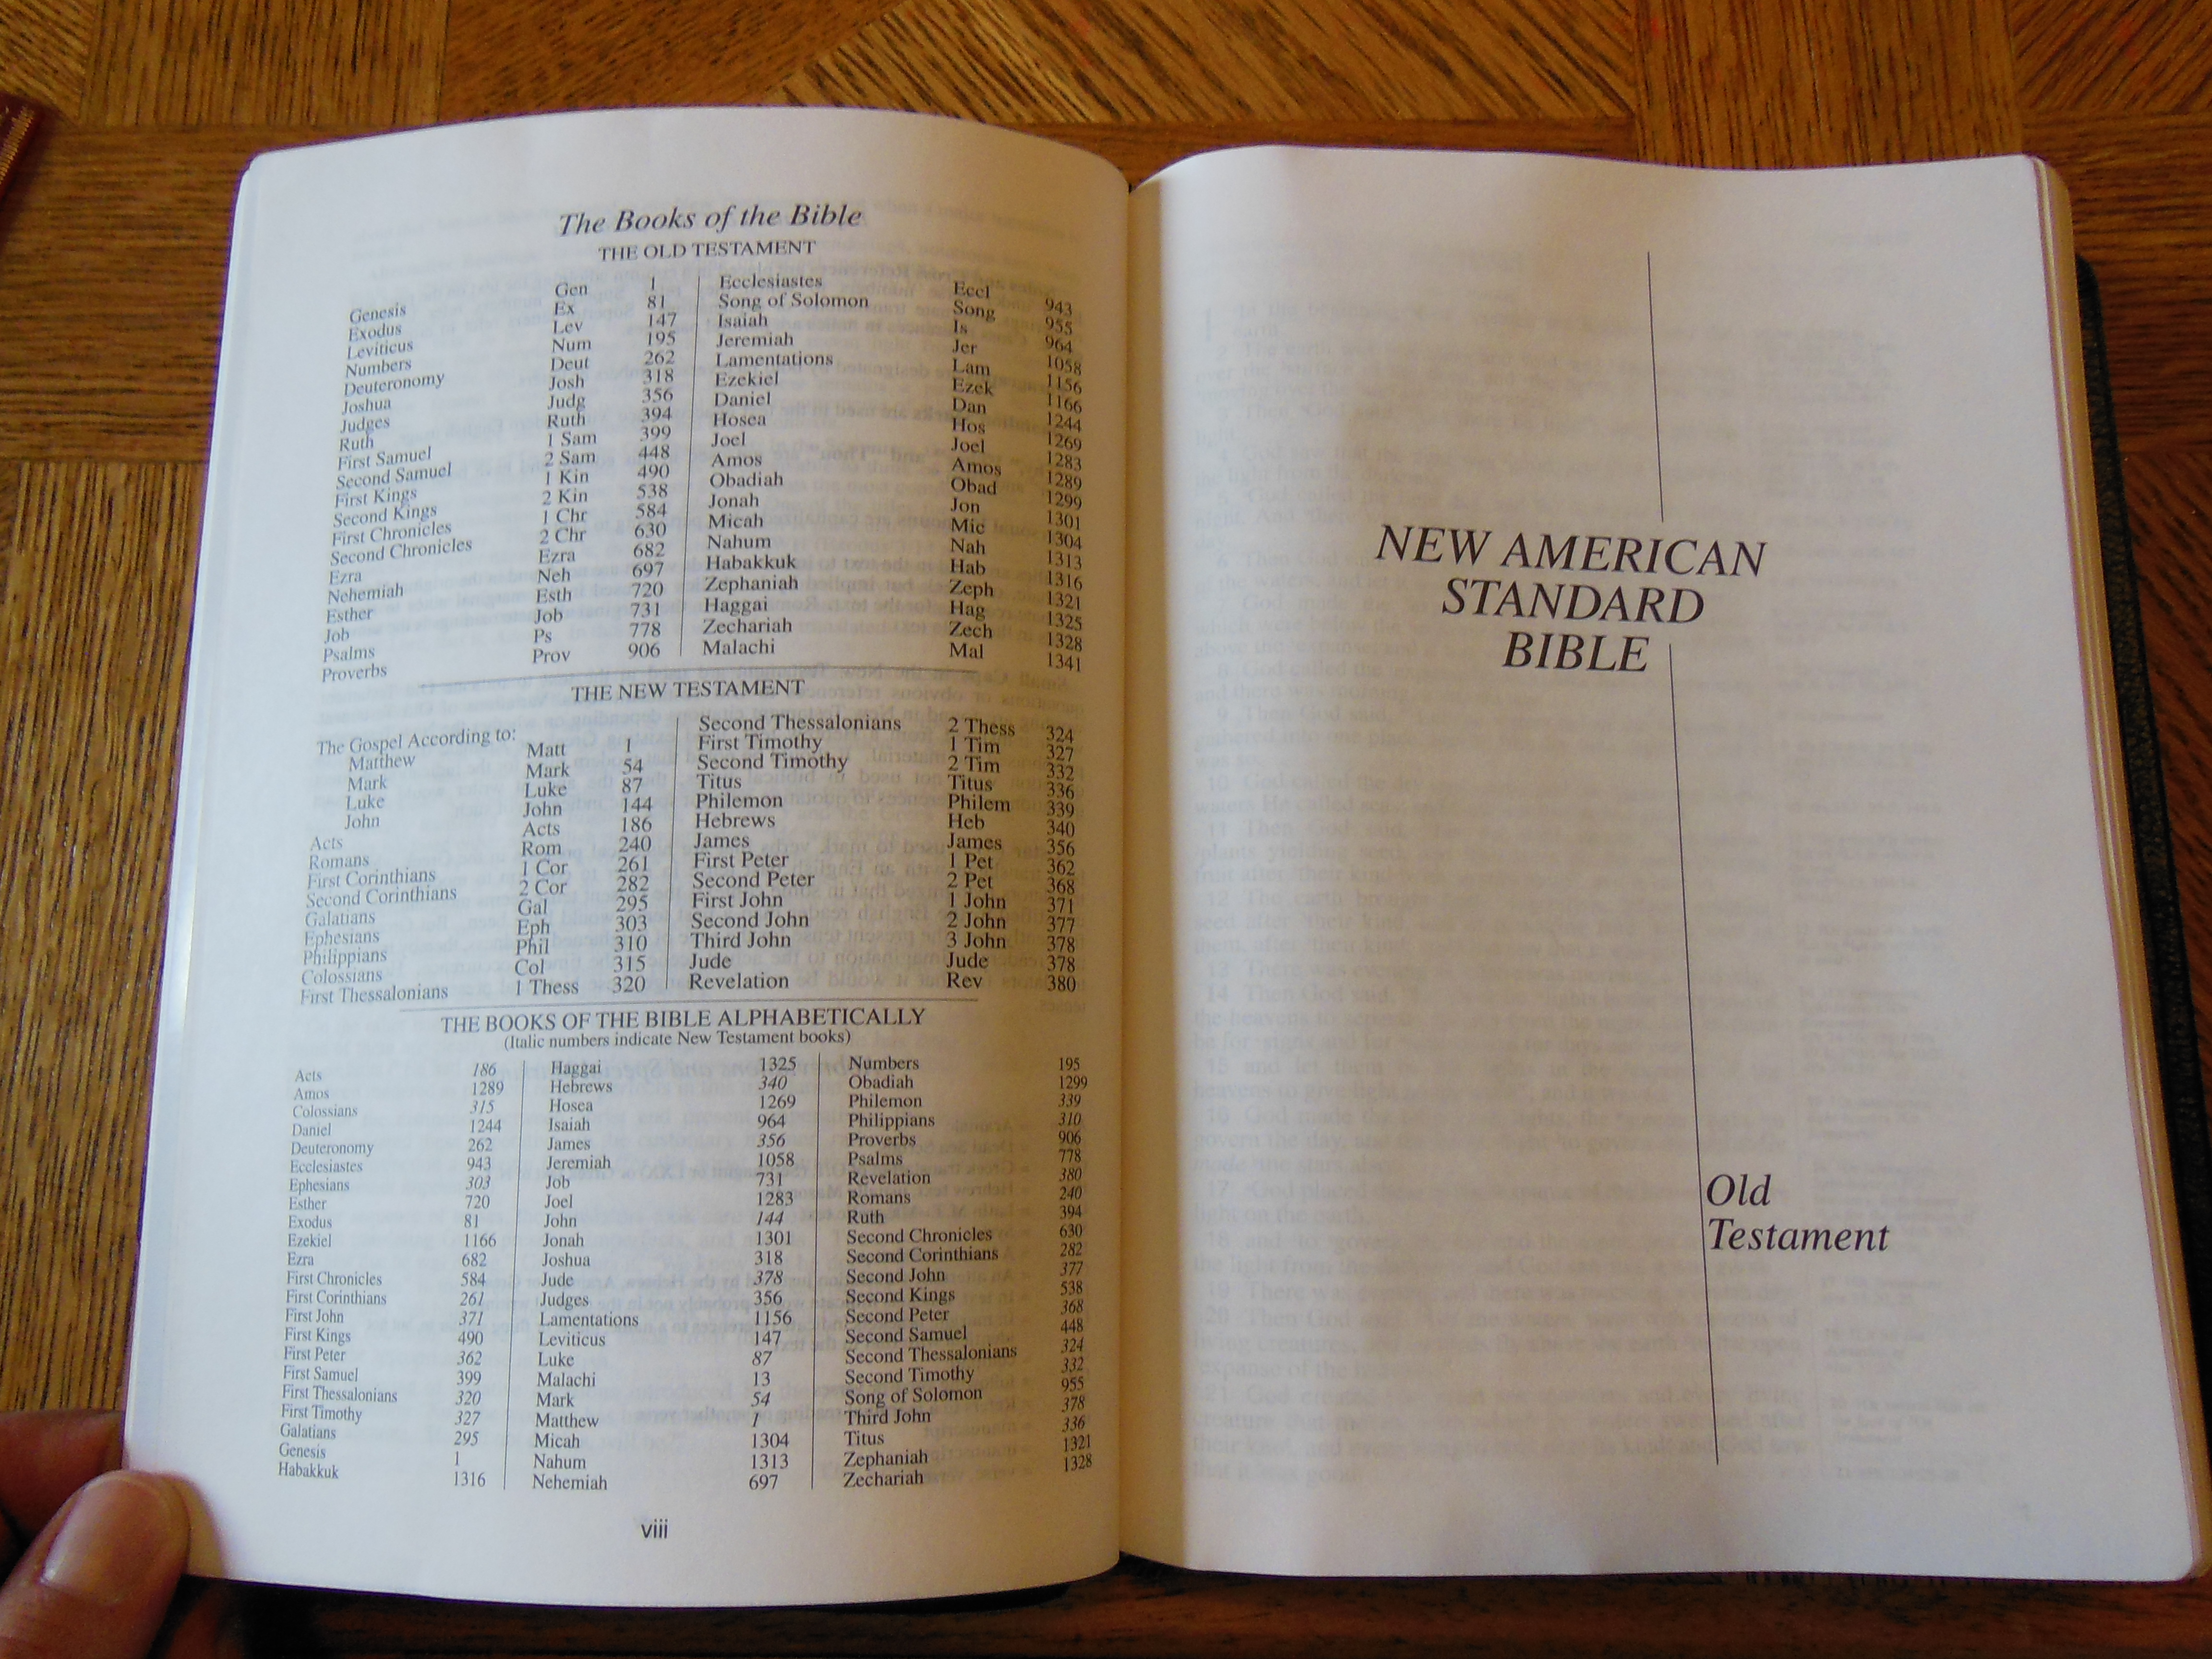 The Books of the Bible
THE OLD TESTAMENT
Genesis Gen 1
Exodus Ex 81
Leviticus Lev 147
Numbers Num 195
Deuteronomy Deut 262
Joshua Josh 318
Judges Judg 356
Ruth Ruth 394
First Samuel 1 Sam 399
Second Samuel 2 Sam 448
First Kings 1 Kin 490
Second Kings 2 Kin 538
First Chronicles 1 Chr 584
Second Chronicles 2 Chr 630
Ezra Ezra 682
Nehemiah Neh 697
Esther Esth 720
Job Job 731
Psalms Ps 778
Proverbs Prov 906
Ecclesiastes Eccl 943
Song of Solomon Song 955
Isaiah Is 964
Jeremiah Jer 1058
Lamentations Lam 1156
Ezekiel Ezek 1166
Daniel Dan 1244
Hosea Hos 1269
Joel Joel 1283
Amos Amos 1289
Obadiah Obad 1299
Jonah Jon 1301
Micah Mic 1304
Nahum Nah 1313
Habakkuk Hab 1316
Zephaniah Zeph 1321
Haggai Hag 1325
Zechariah Zech 1328
Malachi Mal 1341
THE NEW TESTAMENT
The Gospel According to:
Matthew Matt 1
Mark Mark 54
Luke Luke 87
John John 144
Acts Acts 186
Romans Rom 240
First Corinthians 1 Cor 261
Second Corinthians 2 Cor 282
Galatians Gal 295
Ephesians Eph 303
Philippians Phil 310
Colossians Col 315
First Thessalonians 1 Thess 320
Second Thessalonians 2 Thess 324
First Timothy 1 Tim 327
Second Timothy 2 Tim 332
Titus Titus 336
Philemon Philem 339
Hebrews Heb 340
James James 356
First Peter 1 Pet 362
Second Peter 2 Pet 368
First John 1 John 371
Second John 2 John 377
Third John 3 John 378
Jude Jude 378
Revelation Rev 380
THE BOOKS OF THE BIBLE ALPHABETICALLY
(Italic numbers indicate New Testament books)
Acts 186
Amos 1289
Colossians 315
Daniel 1244
Deuteronomy 262
Ecclesiastes 943
Ephesians 303
Esther 720
Exodus 81
Ezekiel 1166
Ezra 682
First Chronicles 584
First Corinthians 261
First John 371
First Kings 490
First Peter 362
First Samuel 399
First Thessalonians 320
First Timothy 327
Galatians 295
Genesis 1
Habakkuk 1316
Haggai 1325
Hebrews 340
Hosea 1269
Isaiah 964
James 356
Jeremiah 1058
Job 731
Joel 1283
John 144
Jonah 1301
Joshua 318
Jude 378
Judges 356
Lamentations 1156
Leviticus 147
Luke 87
Malachi 13
Mark 54
Matthew 1
Micah 1304
Nahum 1313
Nehemiah 697
Numbers 195
Obadiah 1299
Philemon 339
Philippians 310
Proverbs 906
Psalms 778
Revelation 380
Romans 240
Ruth 394
Second Chronicles 630
Second Corinthians 282
Second John 377
Second Kings 538
Second Peter 368
Second Samuel 448
Second Thessalonians 324
Second Timothy 332
Song of Solomon 955
Third John 378
Titus 336
Zephaniah 1321
Zechariah 1328
viii
NEW AMERICAN
STANDARD
BIBLE
Old
Testament